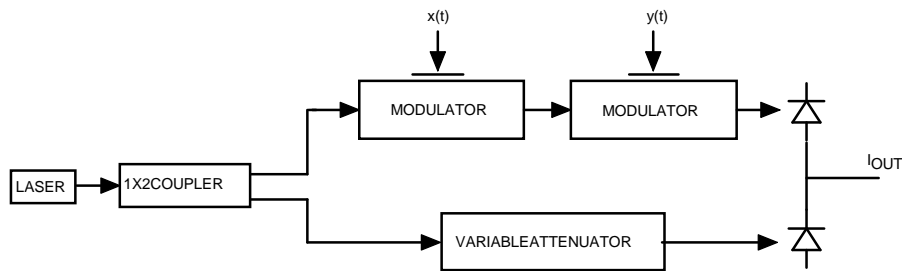 x(t)
y(t)
MODULATOR
MODULATOR
IOUT
LASER
1X2COUPLER
VARIABLEATTENUATOR